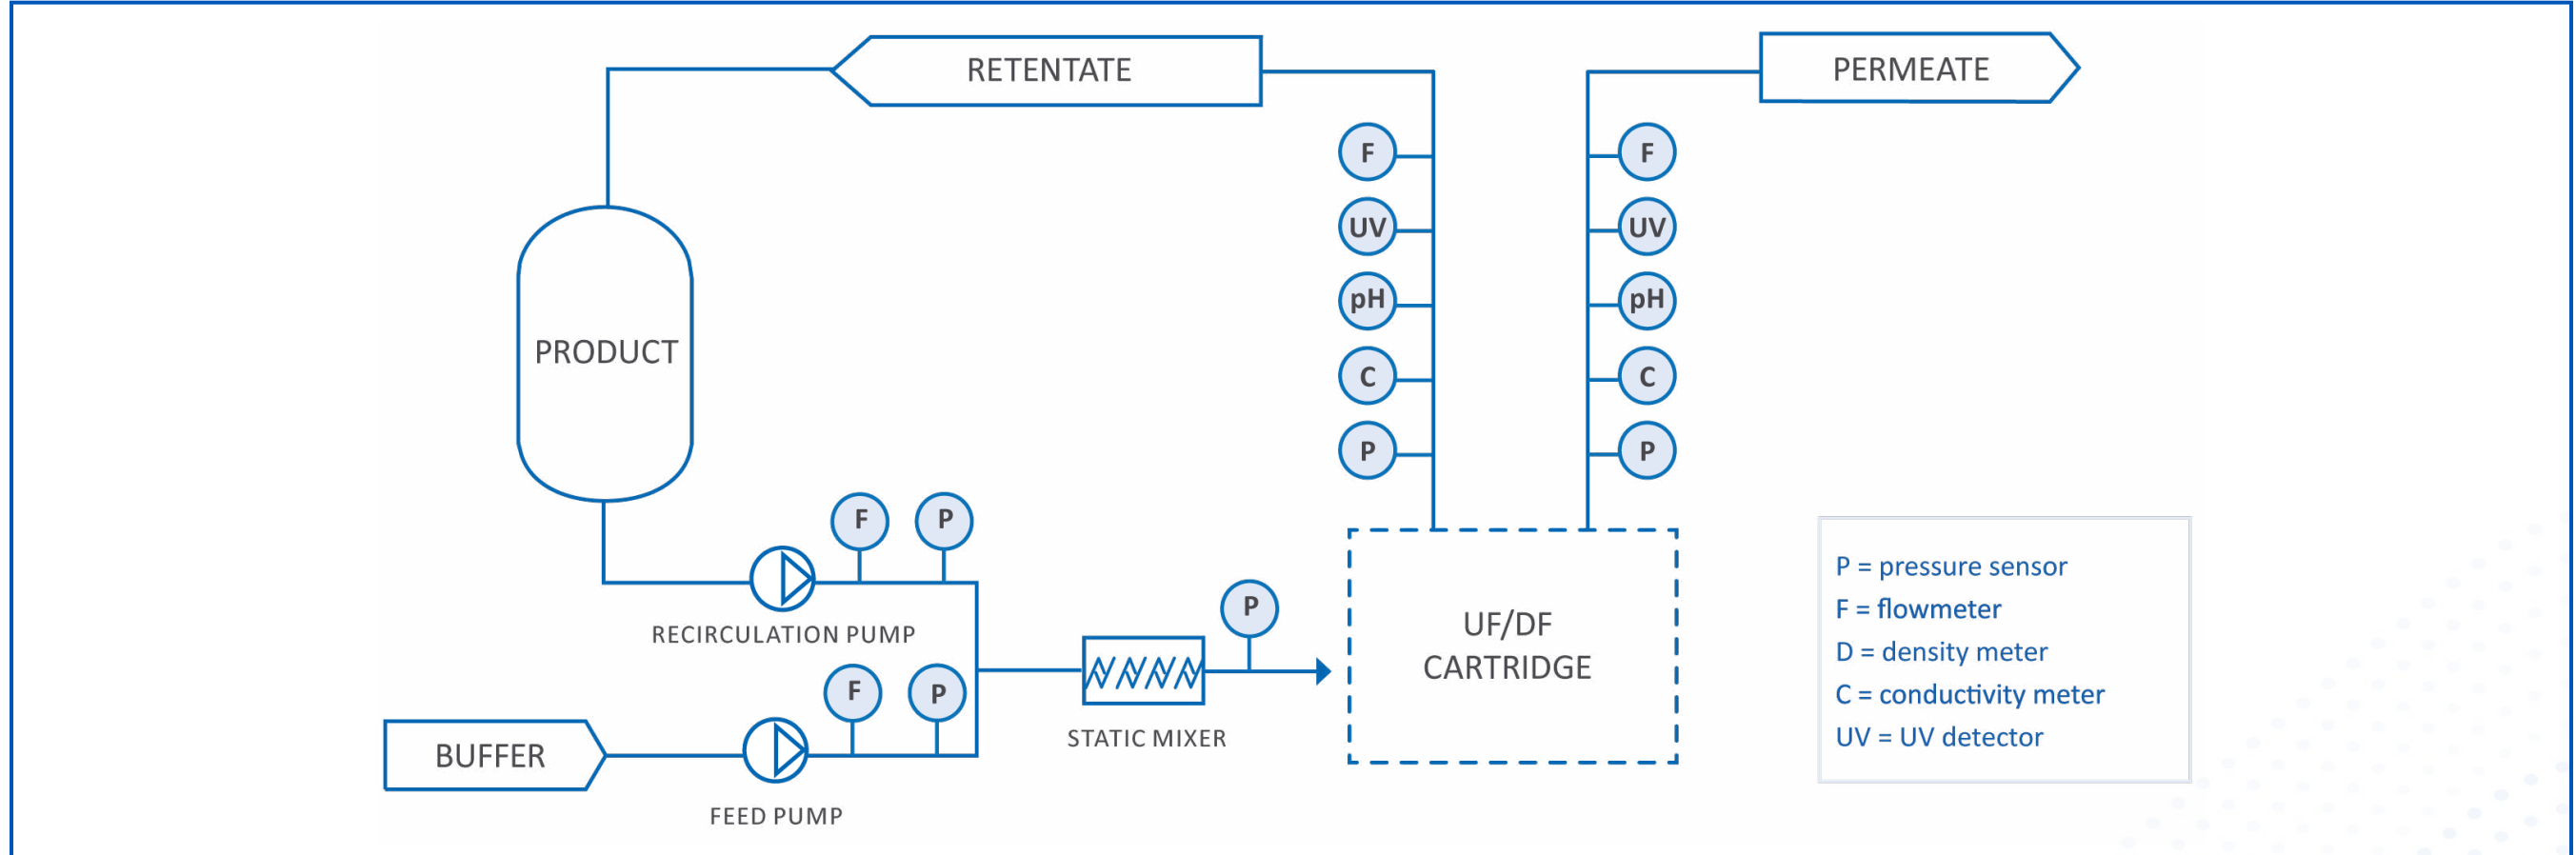 RETENTATE
PERMEATE
F
F
UV
UV
pH
pH
PRODUCT
C
C
P
P
F
P
RECIRCULATION PUMP
P
UF/DF
CARTRIDGE
F
P
STATIC MIXER
BUFFER
FEED PUMP
P = pressure sensor
F = flowmeter
D = density meter
C = conductivity meter
UV = UV detector